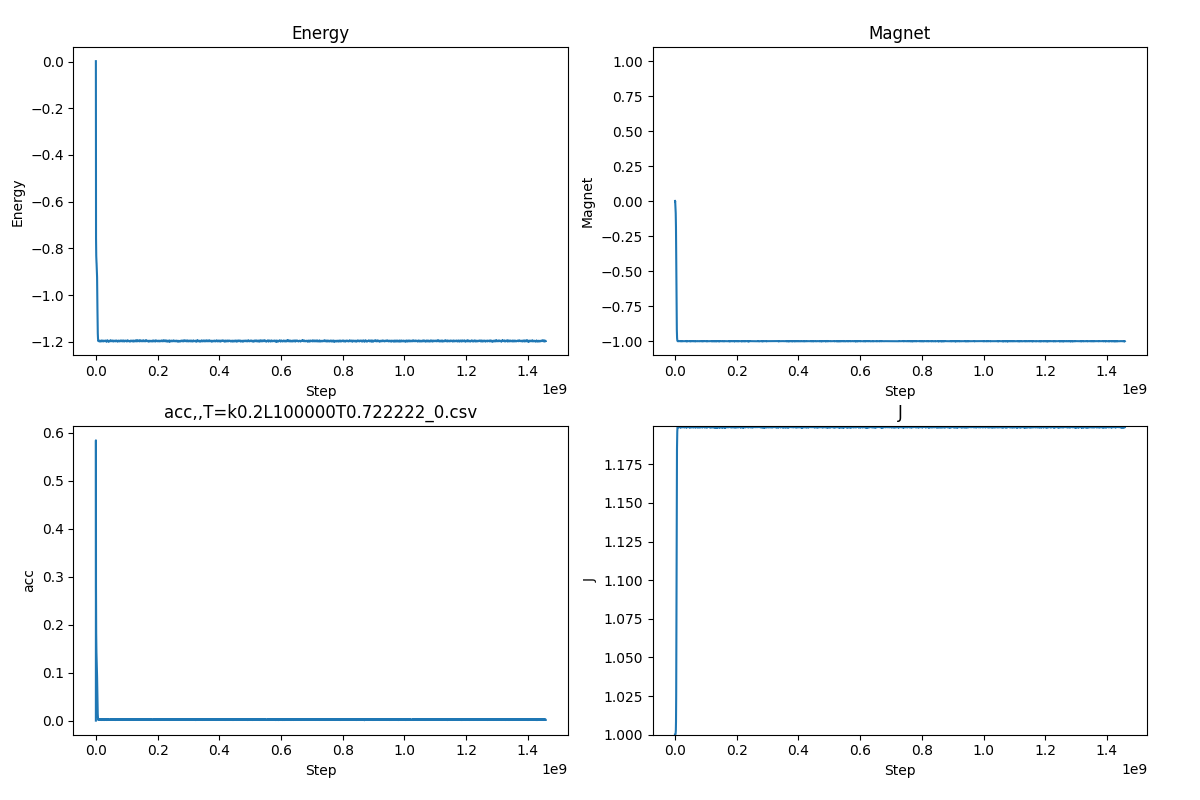 Energy
Energy
0.0
−0.2
−0.4
−0.6
−0.8
−1.0
−1.2
0.0 0.2 0.4 0.6 0.8 1.0 1.2 1.4
1e9
Step
Magnet
Magnet
1.00
0.75
0.50
0.25
0.00
−0.25
−0.50
−0.75
−1.00
0.0 0.2 0.4 0.6 0.8 1.0 1.2 1.4
1e9
Step
acc,,T=k0.2L100000T0.722222_0.csv
acc
0.6
0.5
0.4
0.3
0.2
0.1
0.0
0.0 0.2 0.4 0.6 0.8 1.0 1.2 1.4
1e9
Step
J
J
1.175
1.150
1.125
1.100
1.075
1.050
1.025
1.000
0.0 0.2 0.4 0.6 0.8 1.0 1.2 1.4
1e9
Step